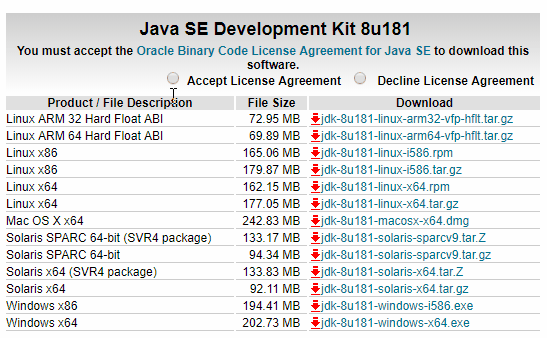 Java SE Development Kit 8u181
You must accept the Oracle Binary Code License Agreement for Java SE to download this
software.
Accept License Agreement Decline License Agreement
Product / File Description File Size Download
Linux ARM 32 Hard Float ABI 72.95 MB jdk-8u181-linux-arm32-vfp-hflt.tar.gz
Linux ARM 64 Hard Float ABI 69.89 MB jdk-8u181-linux-arm64-vfp-hflt.tar.gz
Linux x86 165.06 MB jdk-8u181-linux-i586.rpm
Linux x86 179.87 MB jdk-8u181-linux-i586.tar.gz
Linux x64 162.15 MB jdk-8u181-linux-x64.rpm
Linux x64 177.05 MB jdk-8u181-linux-x64.tar.gz
Mac OS X x64 242.83 MB jdk-8u181-macosx-x64.dmg
Solaris SPARC 64-bit (SVR4 package) 133.17 MB jdk-8u181-solaris-sparcv9.tar.Z
Solaris SPARC 64-bit 94.34 MB jdk-8u181-solaris-sparcv9.tar.gz
Solaris x64 (SVR4 package) 133.83 MB jdk-8u181-solaris-x64.tar.Z
Solaris x64 92.11 MB jdk-8u181-solaris-x64.tar.gz
Windows x86 194.41 MB jdk-8u181-windows-i586.exe
Windows x64 202.73 MB jdk-8u181-windows-x64.exe